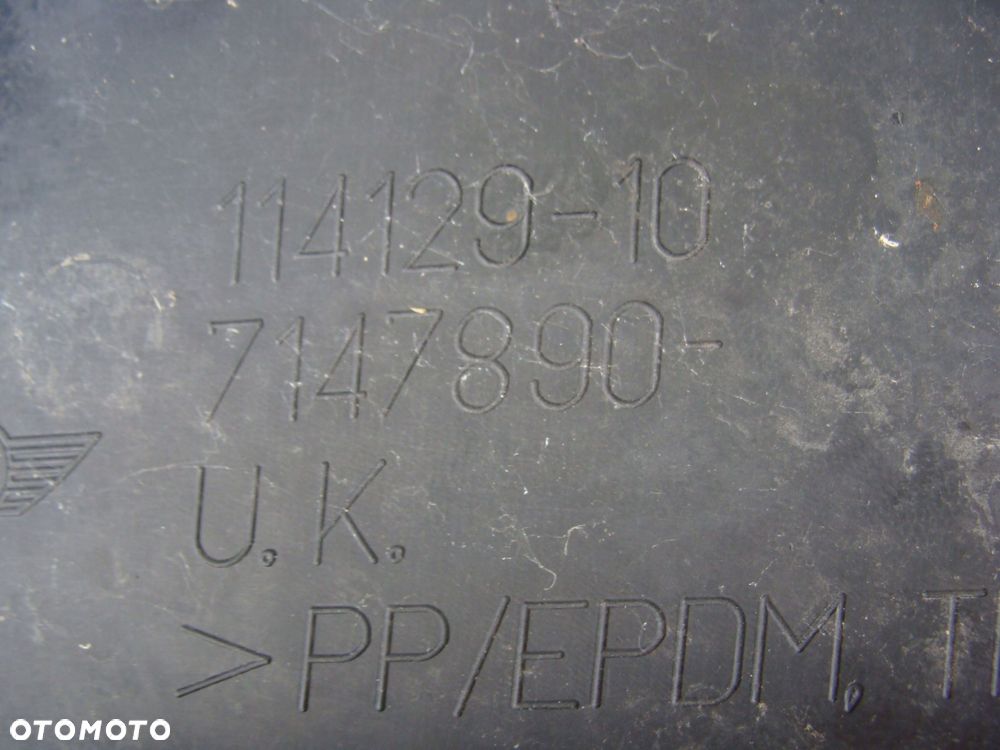 114129-10
7147890-
U.K.
>PP/EPDM, T
OTOMOTO